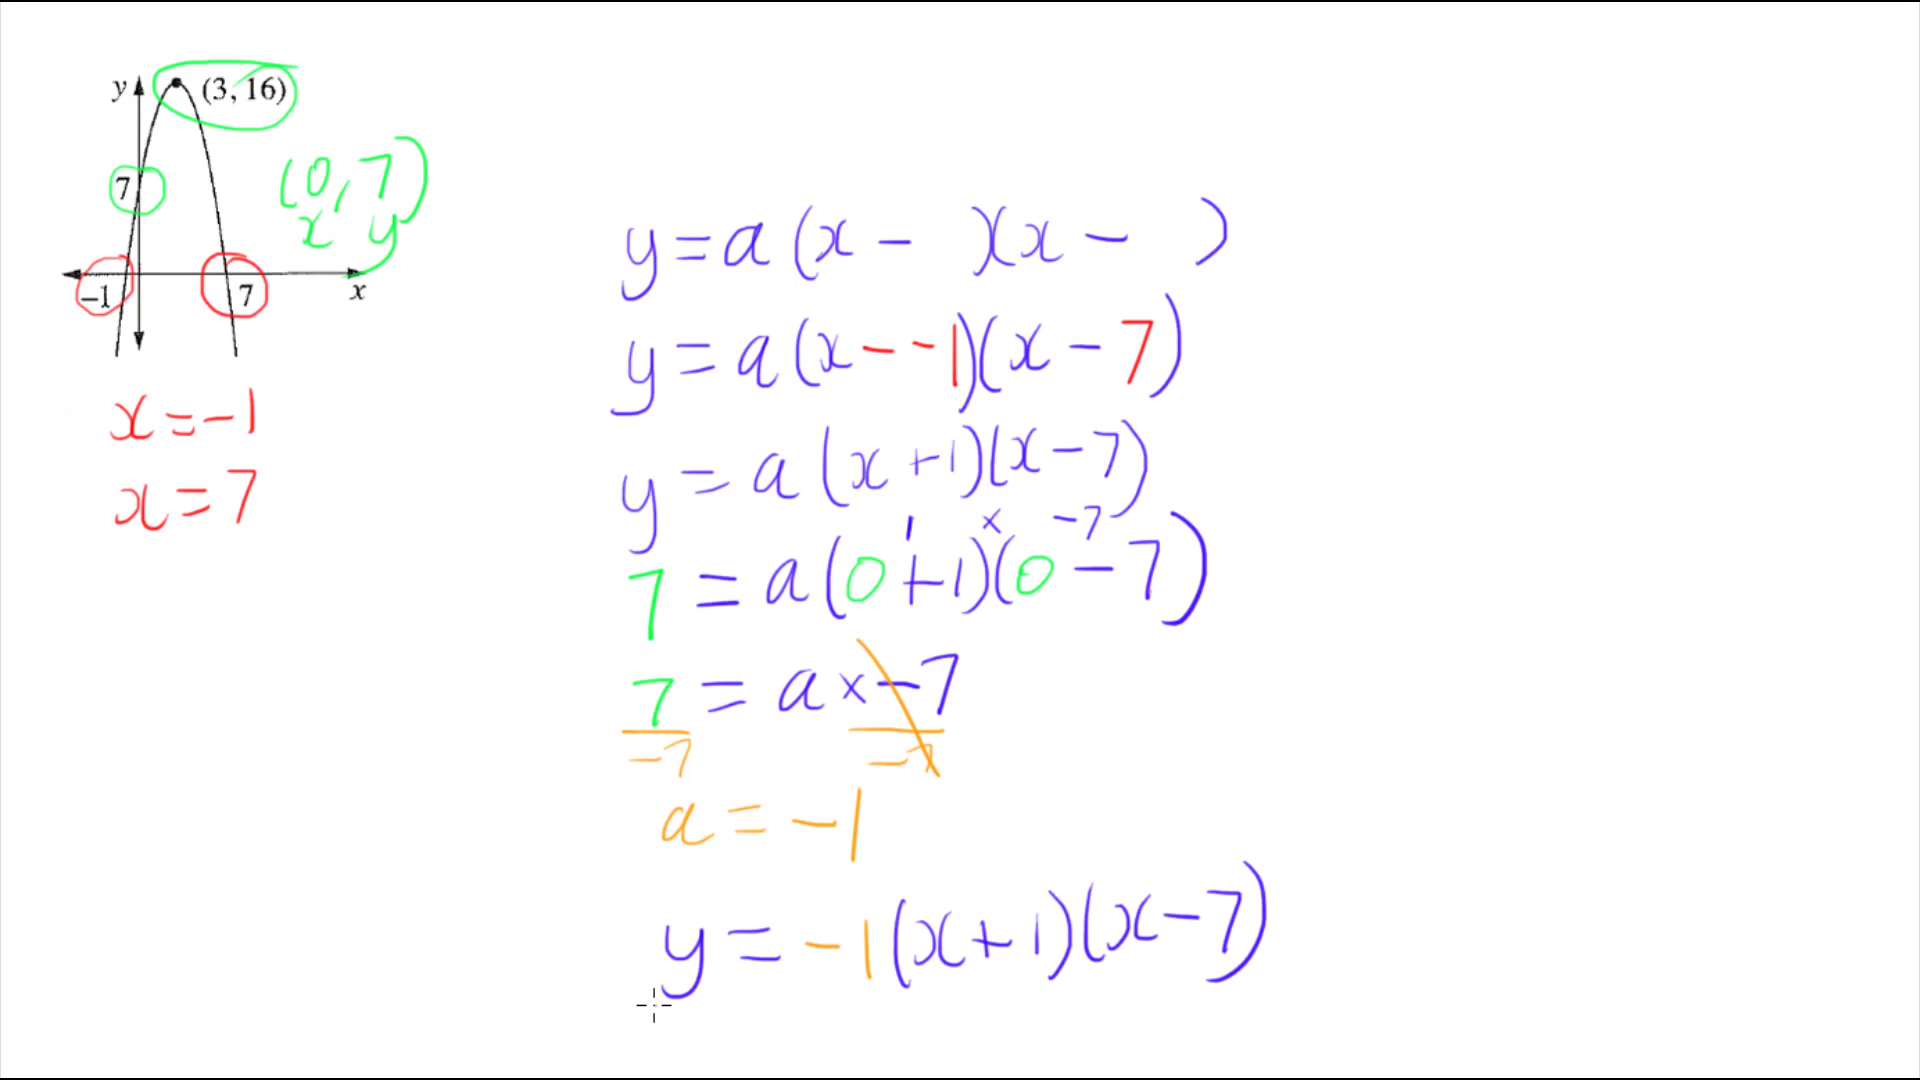 y
(3, 16)
7
(0, 7)
x y
-1
7
x
x = -1
x = 7
y = a (x -   )(x -   )
y = a (x - -1)(x - 7)
y = a (x + 1)(x - 7)
1 × -7
7 = a (0 + 1)(0 - 7)
7 = a × -7
-7 -7
a = -1
y = -1 (x + 1)(x - 7)